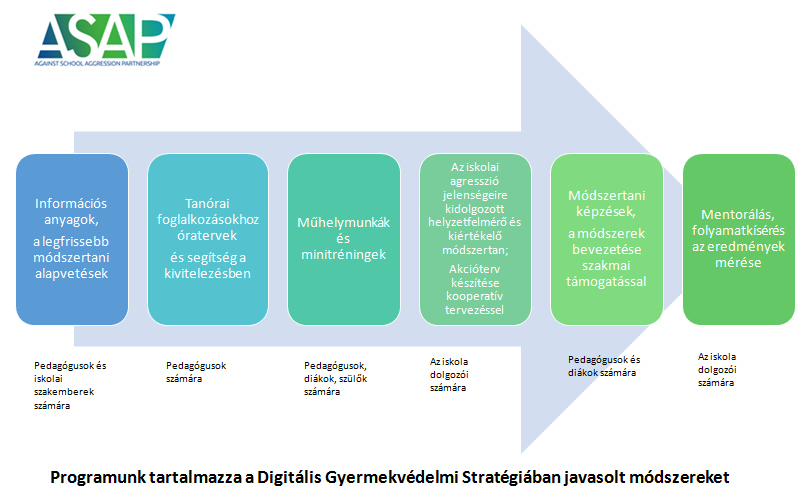 ASAP
AGAINST SCHOOL AGGRESSION PARTNERSHIP
Információs
anyagok,
a legfrissebb
módszertani
alapvetések
Tanórai
foglalkozásokhoz
óratervek
és segítség a
kivitelezésben
Műhelymunkák
és
minitréningek
Az iskolai
agresszió
jelenségeire
kidolgozott
helyzetfelmérő és
kiértékelő
módszertan;
Akcióterv
készítése
kooperatív
tervezéssel
Módszertani
képzések,
a módszerek
bevezetése
szakmai
támogatással
Mentorálás,
folyamatkísérés
az eredmények
mérése
Pedagógusok és
iskolai
szakemberek
számára
Pedagógusok
számára
Pedagógusok,
diákok, szülők
számára
Az iskola
dolgozói
számára
Pedagógusok és
diákok számára
Az iskola
dolgozói
számára
Programunk tartalmazza a Digitális Gyermekvédelmi Stratégiában javasolt módszereket